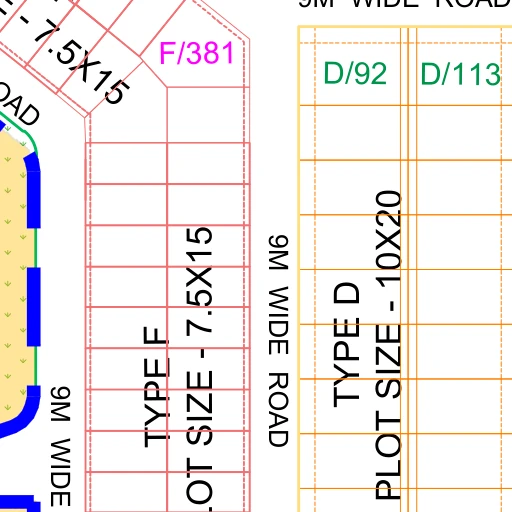 9M WIDE ROAD
E - 7.5X15
F/381
D/92
D/113
OAD
TYPE F
LOT SIZE - 7.5X15
9M WIDE ROAD
TYPE D
PLOT SIZE - 10X20
9M WIDE